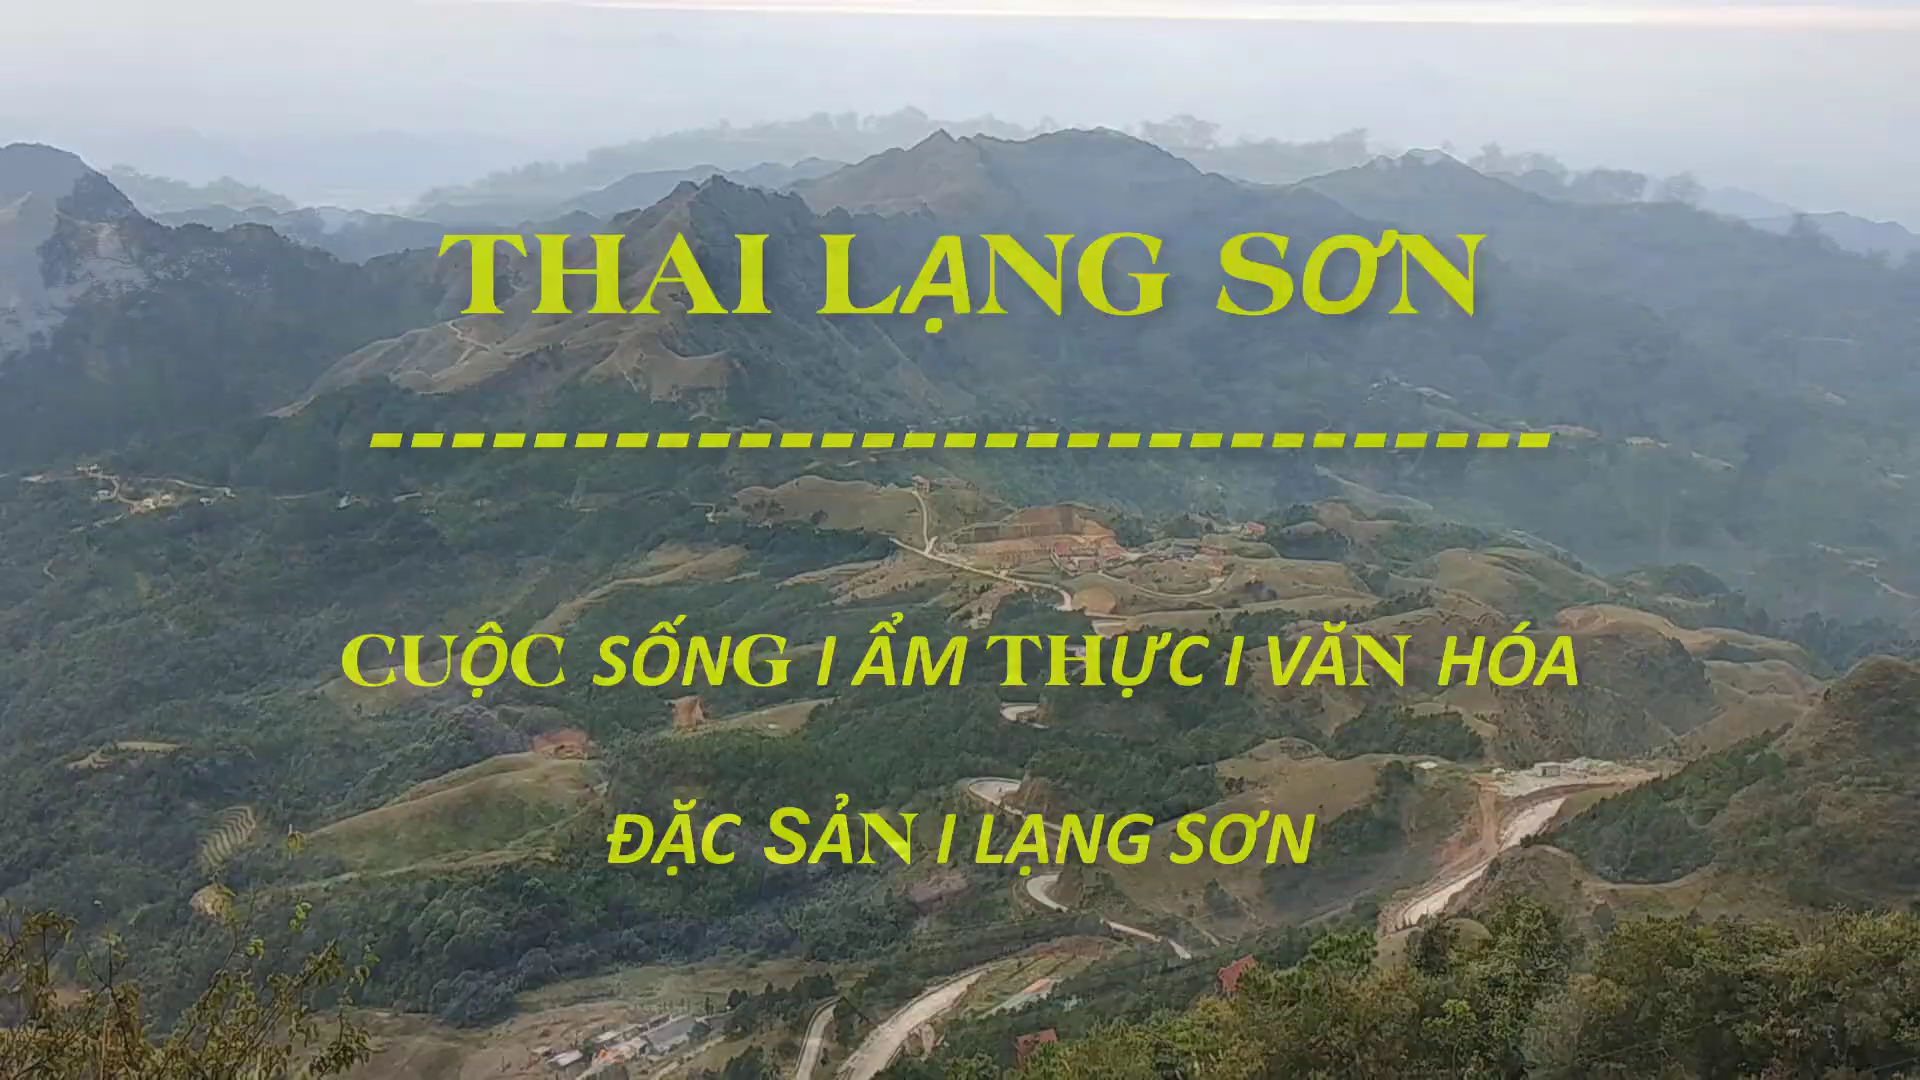 THAI LẠNG SƠN
-----------------------------
CUỘC SỐNG I ẨM THỰC I VĂN HÓA
ĐẶC SẢN I LẠNG SƠN